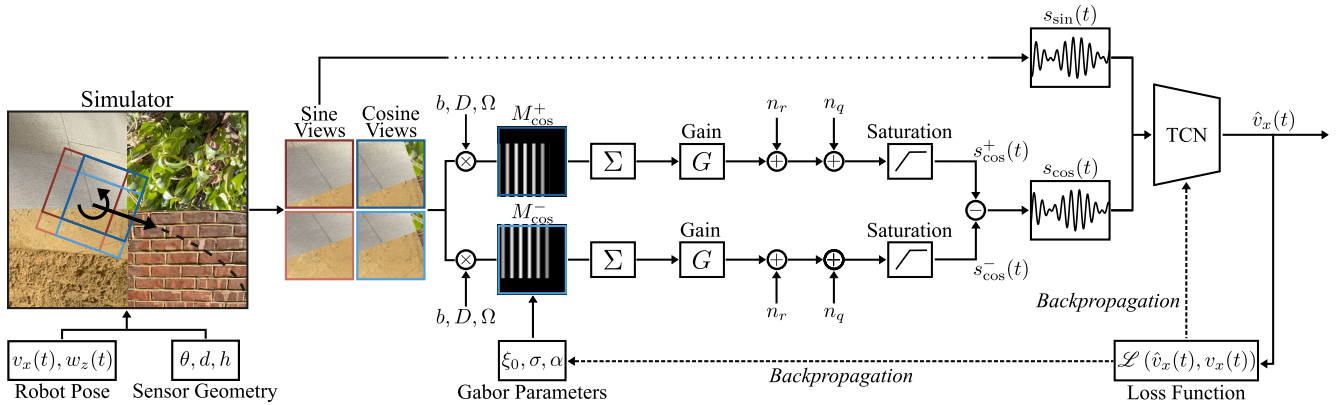 Simulator
v_x(t), w_z(t)
Robot Pose
θ, d, h
Sensor Geometry
Sine
Views
Cosine
Views
b, D, Ω
M⁺_cos
Σ
Gain
G
n_r
n_q
Saturation
s⁺_cos(t)
b, D, Ω
M⁻_cos
Σ
Gain
G
n_r
n_q
Saturation
s⁻_cos(t)
ξ₀, σ, α
Gabor Parameters
s_sin(t)
s_cos(t)
TCN
v̂_x(t)
Backpropagation
Backpropagation
ℒ (v̂_x(t), v_x(t))
Loss Function